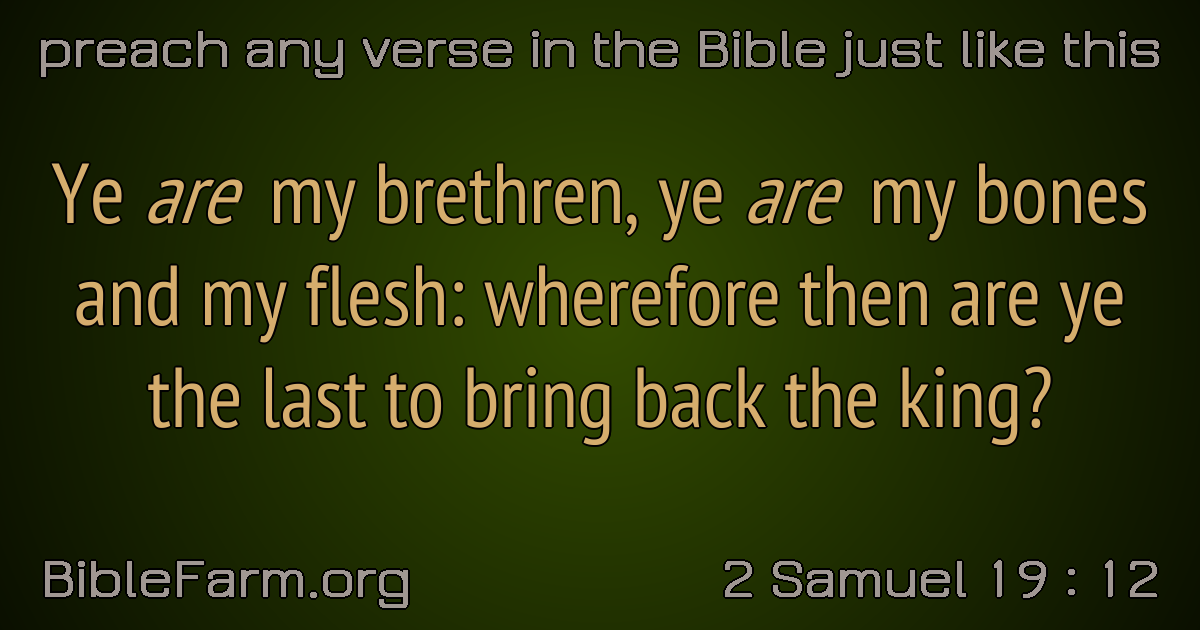 preach any verse in the Bible just like this
Ye are my brethren, ye are my bones
and my flesh: wherefore then are ye
the last to bring back the king?
BibleFarm.org
2 Samuel 19 : 12